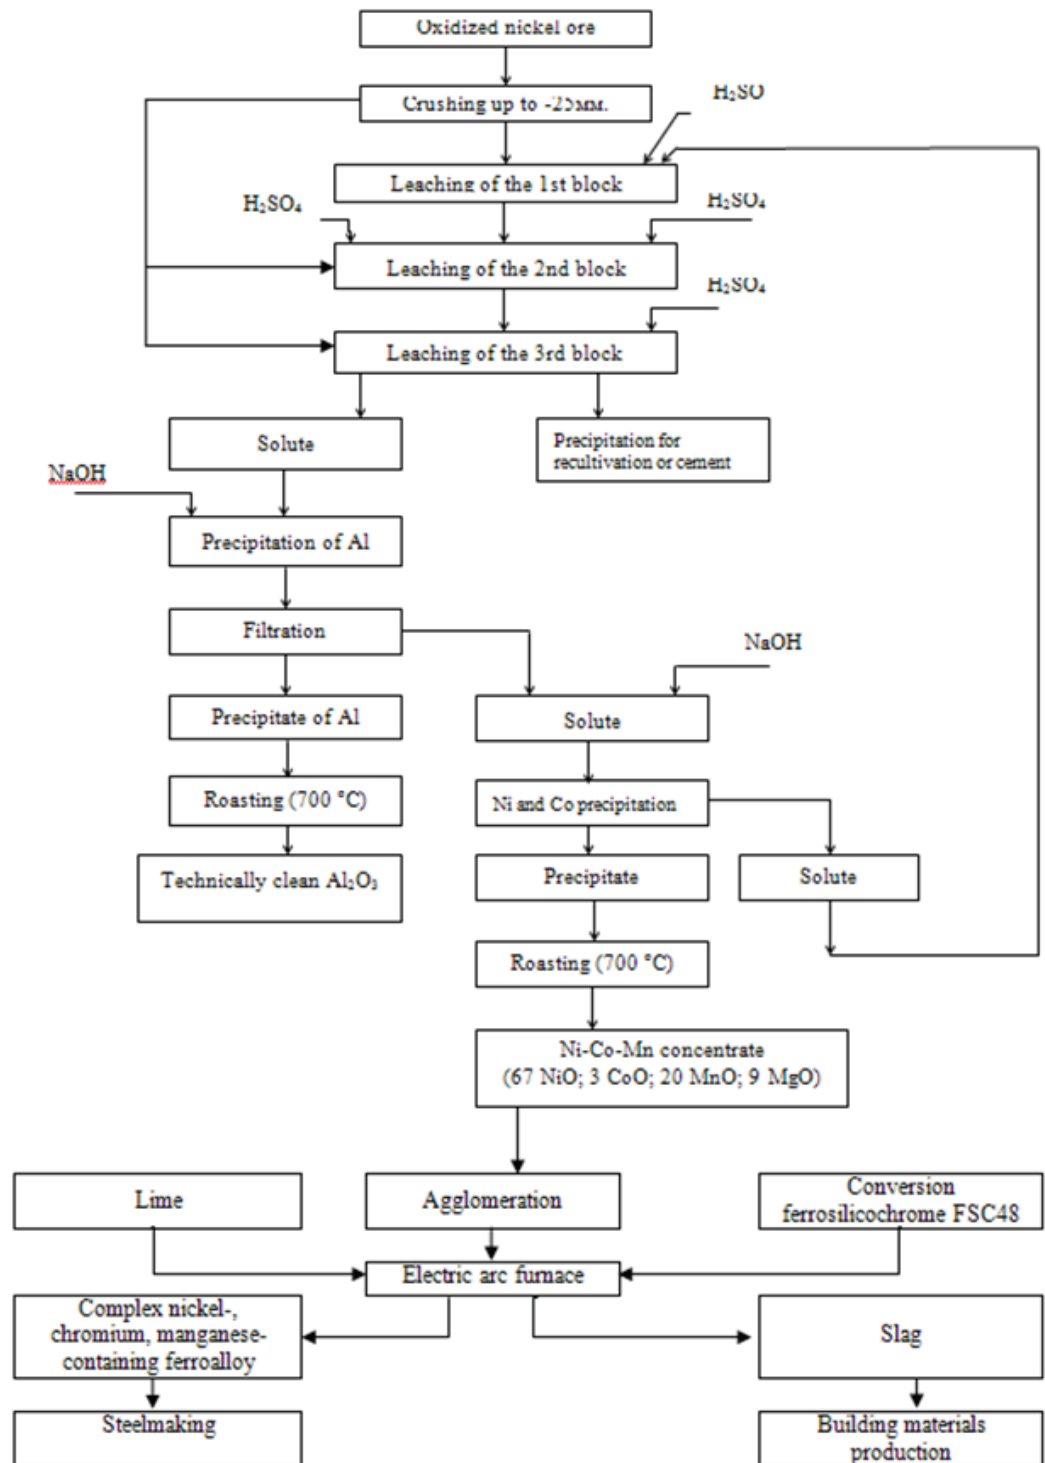 Oxidized nickel ore
Crushing up to -25мм.
H₂SO
Leaching of the 1st block
H₂SO₄
H₂SO₄
Leaching of the 2nd block
H₂SO₄
Leaching of the 3rd block
Solute
Precipitation for
recultivation or cement
NaOH
Precipitation of Al
Filtration
NaOH
Precipitate of Al
Solute
Roasting (700 °C)
Ni and Co precipitation
Technically clean Al₂O₃
Precipitate
Solute
Roasting (700 °C)
Ni-Co-Mn concentrate
(67 NiO; 3 CoO; 20 MnO; 9 MgO)
Lime
Agglomeration
Conversion
ferrosilicochrome FSC48
Electric arc furnace
Complex nickel-,
chromium, manganese-
containing ferroalloy
Slag
Steelmaking
Building materials
production